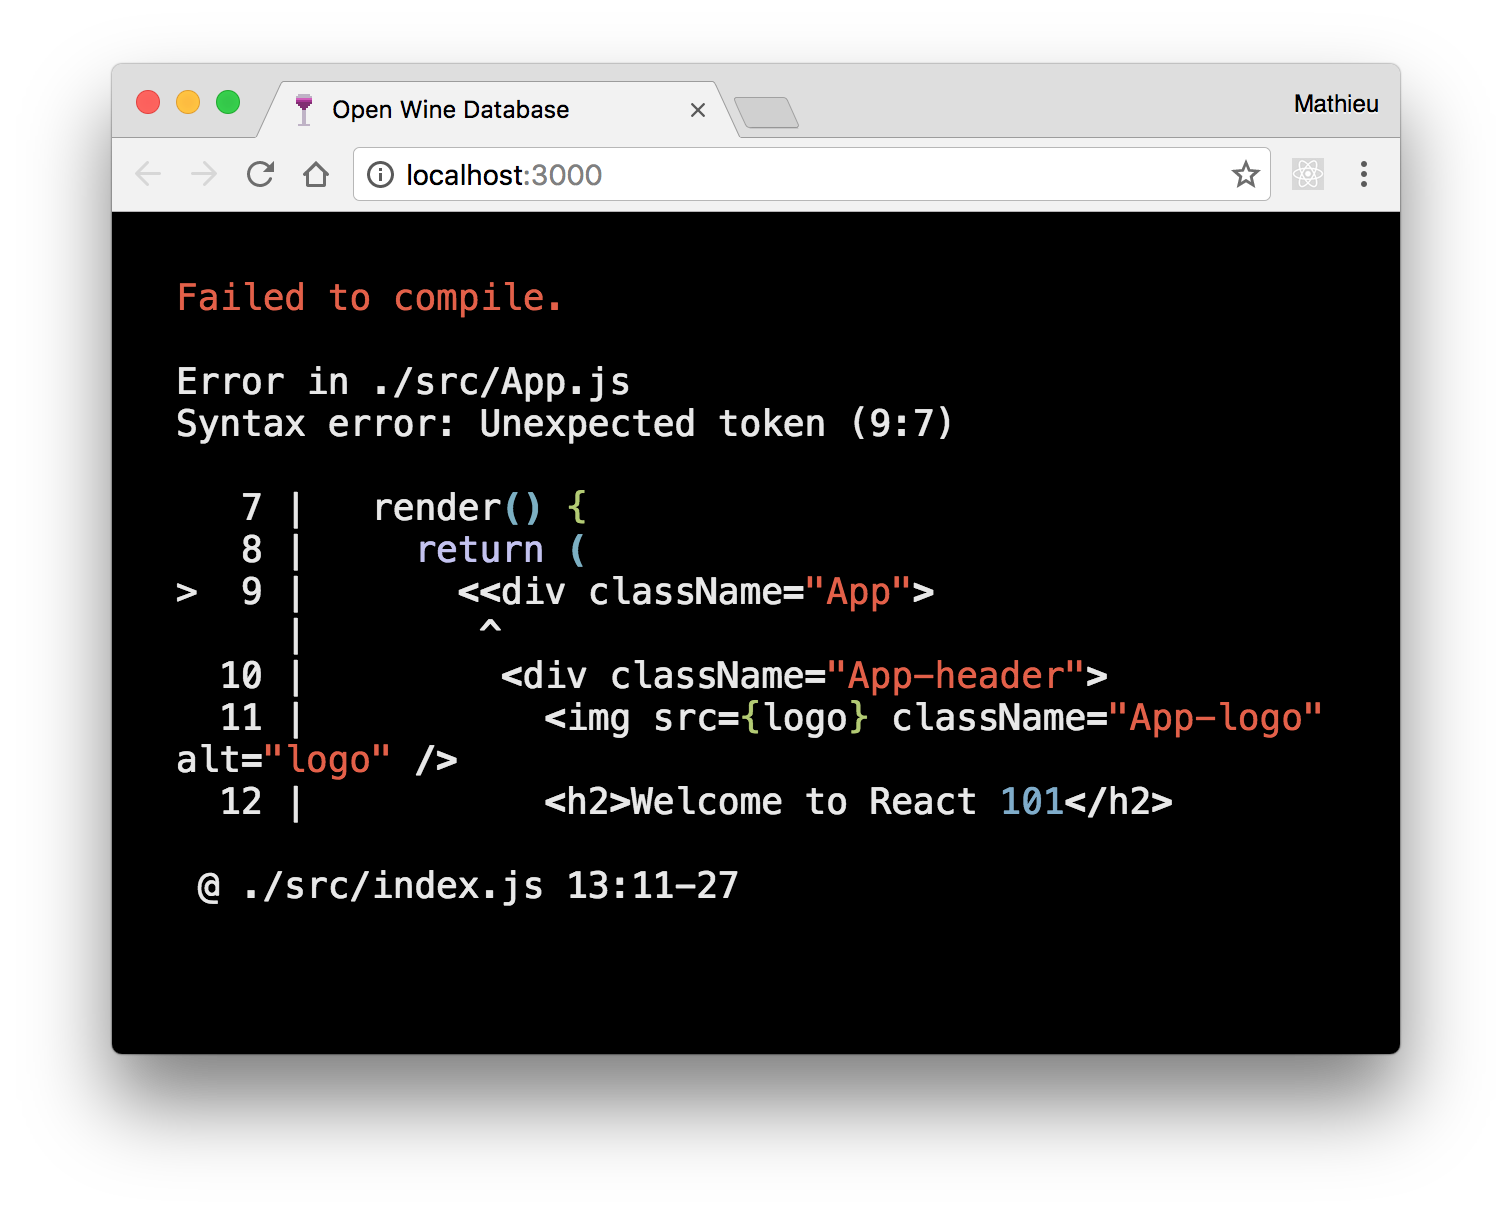 Open Wine Database
Mathieu
localhost:3000
Failed to compile.
Error in ./src/App.js
Syntax error: Unexpected token (9:7)
   7 |   render() {
   8 |     return (
>  9 |       <<div className="App">
     |        ^
  10 |         <div className="App-header">
  11 |           <img src={logo} className="App-logo"
alt="logo" />
  12 |           <h2>Welcome to React 101</h2>
 @ ./src/index.js 13:11-27